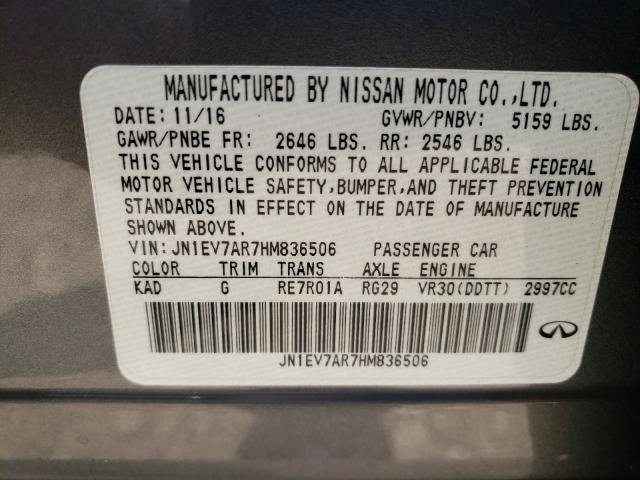 MANUFACTURED BY NISSAN MOTOR CO.,LTD.
DATE: 11/16 GVWR/PNBV: 5159 LBS.
GAWR/PNBE FR: 2646 LBS. RR: 2546 LBS.
THIS VEHICLE CONFORMS TO ALL APPLICABLE FEDERAL
MOTOR VEHICLE SAFETY,BUMPER,AND THEFT PREVENTION
STANDARDS IN EFFECT ON THE DATE OF MANUFACTURE
SHOWN ABOVE.
VIN: JN1EV7AR7HM836506 PASSENGER CAR
COLOR TRIM TRANS AXLE ENGINE
KAD G RE7R01A RG29 VR30(DDTT) 2997CC
JN1EV7AR7HM836506